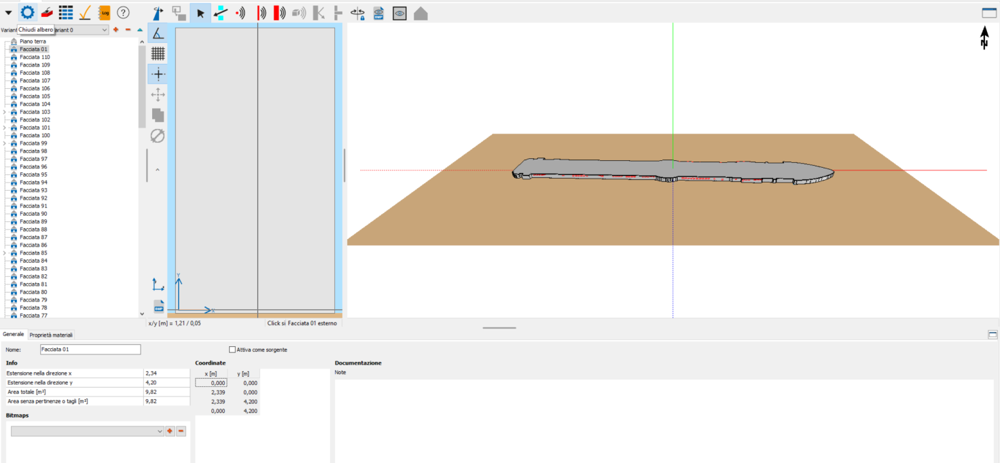 Log
?
Variant
Chiudi albero
ariant 0
Piano terra
Facciata 01
Facciata 110
Facciata 109
Facciata 108
Facciata 107
Facciata 106
Facciata 105
Facciata 104
Facciata 103
Facciata 102
Facciata 101
Facciata 100
Facciata 99
Facciata 98
Facciata 97
Facciata 96
Facciata 95
Facciata 94
Facciata 93
Facciata 92
Facciata 91
Facciata 90
Facciata 89
Facciata 88
Facciata 87
Facciata 86
Facciata 85
Facciata 84
Facciata 83
Facciata 82
Facciata 81
Facciata 80
Facciata 79
Facciata 78
Facciata 77
BMP
Y
X
BMP
N
x/y [m] = 1,21 / 0,05
Click si Facciata 01 esterno
Generale
Proprietà materiali
Nome:
Facciata 01
Attiva come sorgente
Info
Estensione nella direzione x 2,34
Estensione nella direzione y 4,20
Area totale [m²] 9,82
Area senza pertinenze o tagli [m²] 9,82
Bitmaps
Coordinate
x [m] y [m]
0,000 0,000
2,339 0,000
2,339 4,200
0,000 4,200
Documentazione
Note